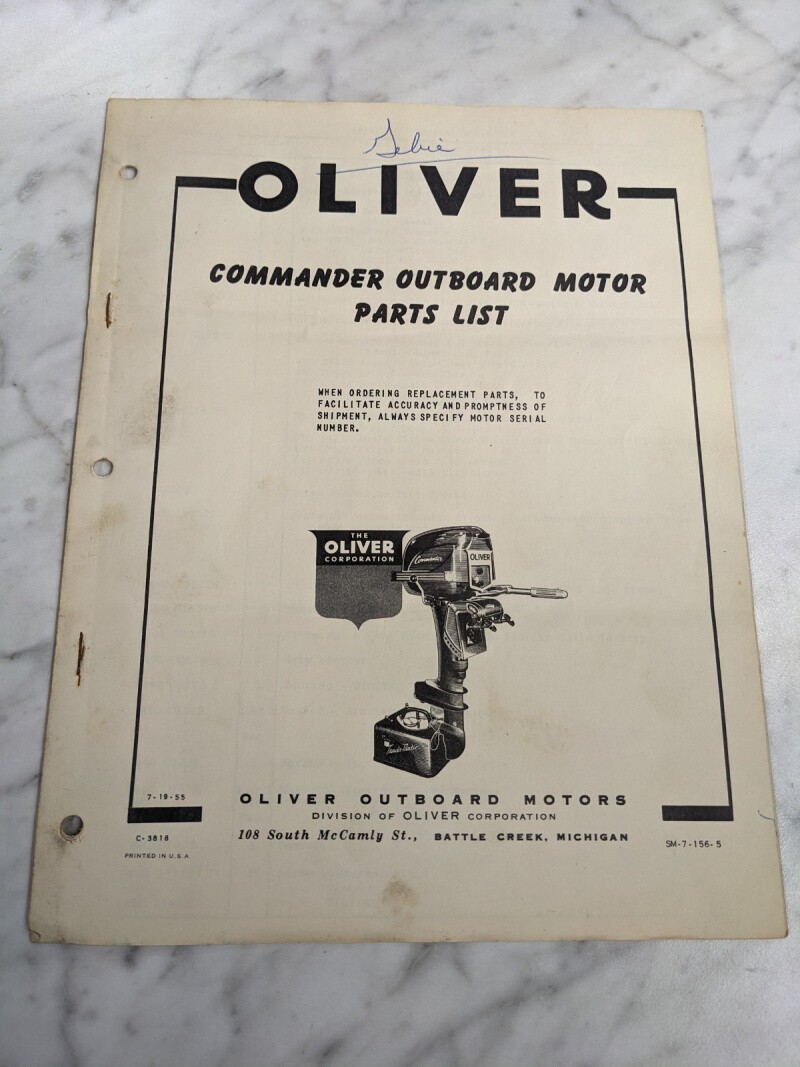 OLIVER
COMMANDER OUTBOARD MOTOR
PARTS LIST
WHEN ORDERING REPLACEMENT PARTS, TO
FACILITATE ACCURACY AND PROMPTNESS OF
SHIPMENT, ALWAYS SPECIFY MOTOR SERIAL
NUMBER.
THE
OLIVER
CORPORATION
Commander
OLIVER
7-19-55
OLIVER OUTBOARD MOTORS
DIVISION OF OLIVER CORPORATION
C-3818
108 South McCamly St., BATTLE CREEK, MICHIGAN
SM-7-156-5
PRINTED IN U.S.A.